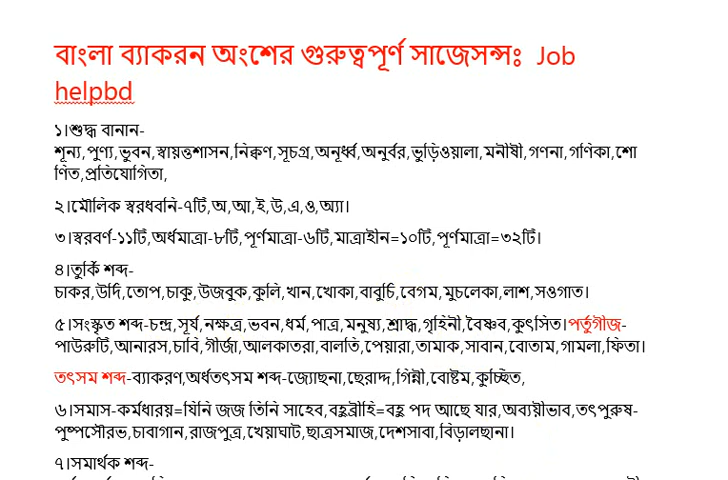 বাংলা ব্যাকরন অংশের গুরুত্বপূর্ণ সাজেসন্সঃ Job
helpbd
১।শুদ্ধ বানান-
শূন্য,পুণ্য,ভুবন,স্বায়ত্তশাসন,নিক্কণ,সূচগ্র,অনূর্ধ্ব,অনুর্বর,ভুড়িওয়ালা,মনীষী,গণনা,গণিকা,শো
ণিত,প্রতিযোগিতা,
২।মৌলিক স্বরধবনি-৭টি,অ,আ,ই,উ,এ,ও,অ্যা।
৩।স্বরবর্ণ-১১টি,অর্ধমাত্রা-৮টি,পূর্ণমাত্রা-৬টি,মাত্রাহীন=১০টি,পূর্ণমাত্রা=৩২টি।
৪।তুর্কি শব্দ-
চাকর,উর্দি,তোপ,চাকু,উজবুক,কুলি,খান,খোকা,বাবুর্চি,বেগম,মুচলেকা,লাশ,সওগাত।
৫।সংস্কৃত শব্দ-চন্দ্র,সূর্য,নক্ষত্র,ভবন,ধর্ম,পাত্র,মনুষ্য,শ্রাদ্ধ,গৃহিনী,বৈষ্ণব,কুৎসিত।পর্তুগীজ-
পাউরুটি,আনারস,চাবি,গীর্জা,আলকাতরা,বালতি,পেয়ারা,তামাক,সাবান,বোতাম,গামলা,ফিতা।
তৎসম শব্দ-ব্যাকরণ,অর্ধতৎসম শব্দ-জ্যোছনা,ছেরাদ্দ,গিন্নী,বোষ্টম,কুচ্ছিত,
৬।সমাস-কর্মধারয়=যিনি জজ তিনি সাহেব,বহুব্রীহি=বহু পদ আছে যার,অব্যয়ীভাব,তৎপুরুষ-
পুষ্পসৌরভ,চাবাগান,রাজপুত্র,খেয়াঘাট,ছাত্রসমাজ,দেশসাবা,বিড়ালছানা।
৭।সমার্থক শব্দ-